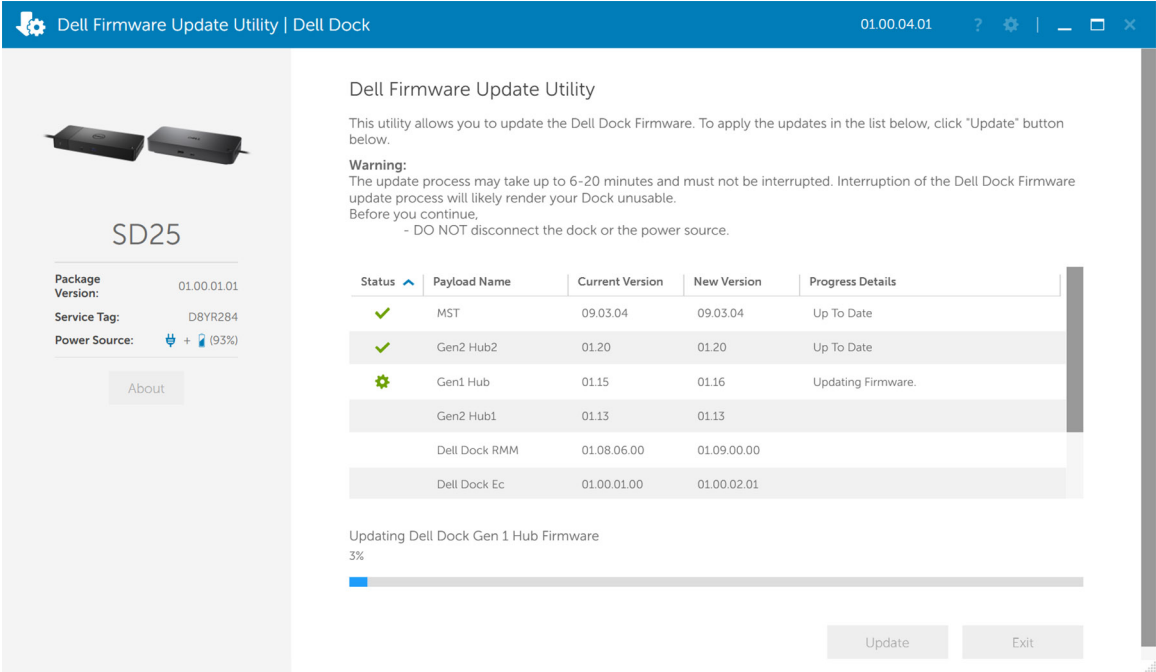 Dell Firmware Update Utility | Dell Dock
01.00.04.01
?
Dell Firmware Update Utility
This utility allows you to update the Dell Dock Firmware. To apply the updates in the list below, click "Update" button
below.
Warning:
The update process may take up to 6-20 minutes and must not be interrupted. Interruption of the Dell Dock Firmware
update process will likely render your Dock unusable.
Before you continue,
- DO NOT disconnect the dock or the power source.
SD25
Package Version: 01.00.01.01
Service Tag: D8YR284
Power Source: + (93%)
About
Status Payload Name Current Version New Version Progress Details
MST 09.03.04 09.03.04 Up To Date
Gen2 Hub2 01.20 01.20 Up To Date
Gen1 Hub 01.15 01.16 Updating Firmware.
Gen2 Hub1 01.13 01.13
Dell Dock RMM 01.08.06.00 01.09.00.00
Dell Dock Ec 01.00.01.00 01.00.02.01
Updating Dell Dock Gen 1 Hub Firmware
3%
Update Exit